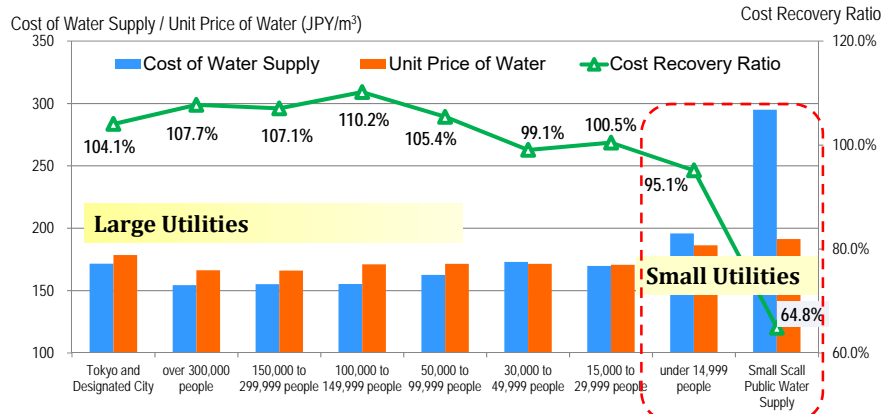 Cost of Water Supply / Unit Price of Water (JPY/m³)
Cost Recovery Ratio
350
120.0%
Cost of Water Supply
Unit Price of Water
Cost Recovery Ratio
300
110.2%
107.7%
107.1%
104.1%
105.4%
99.1%
100.5%
100.0%
250
95.1%
200
Large Utilities
80.0%
Small Utilities
150
64.8%
100
60.0%
Tokyo and
Designated City
over 300,000
people
150,000 to
299,999 people
100,000 to
149,999 people
50,000 to
99,999 people
30,000 to
49,999 people
15,000 to
29,999 people
under 14,999
people
Small Scall
Public Water
Supply